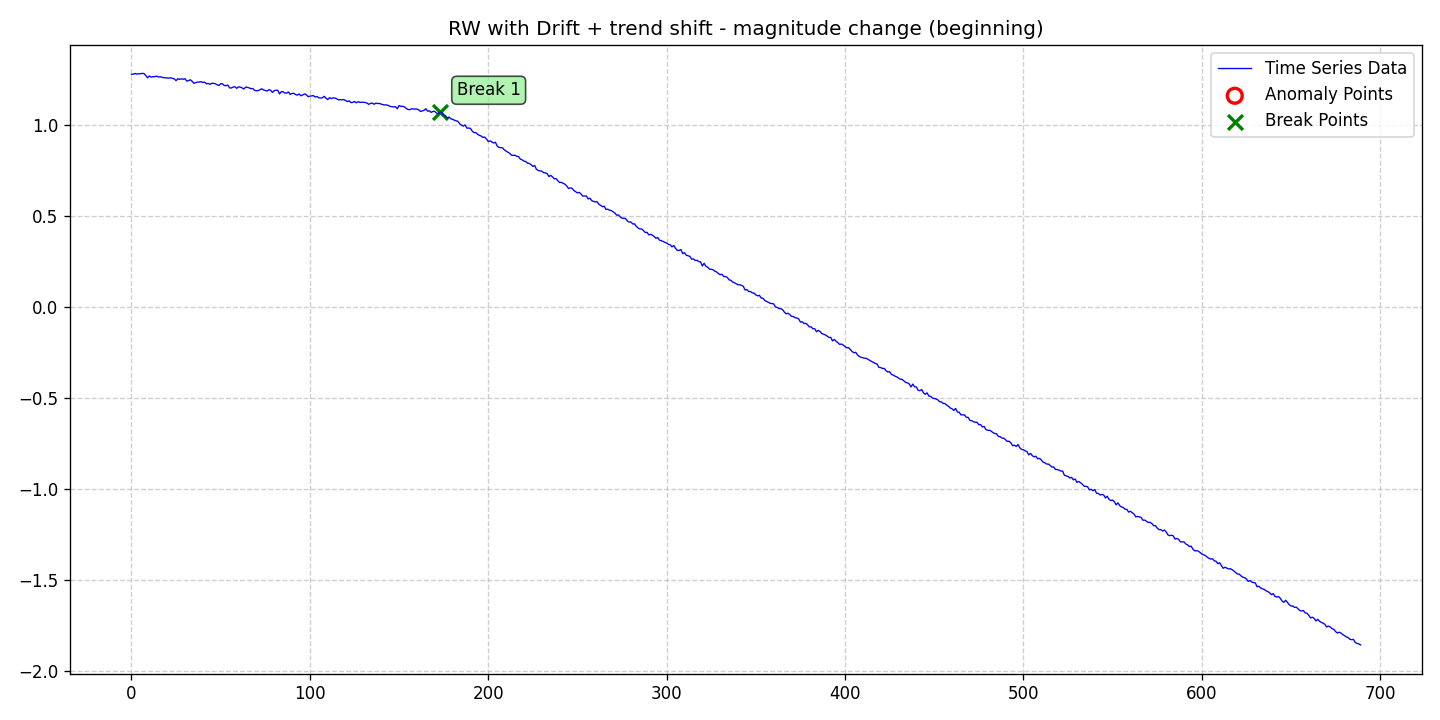 RW with Drift + trend shift - magnitude change (beginning)
Time Series Data
Anomaly Points
Break Points
Break 1
1.0
0.5
0.0
−0.5
−1.0
−1.5
−2.0
0 100 200 300 400 500 600 700